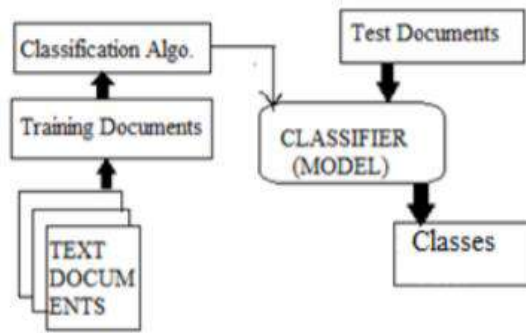 Classification Algo.
Test Documents
Training Documents
CLASSIFIER
(MODEL)
TEXT
DOCUM
ENTS
Classes